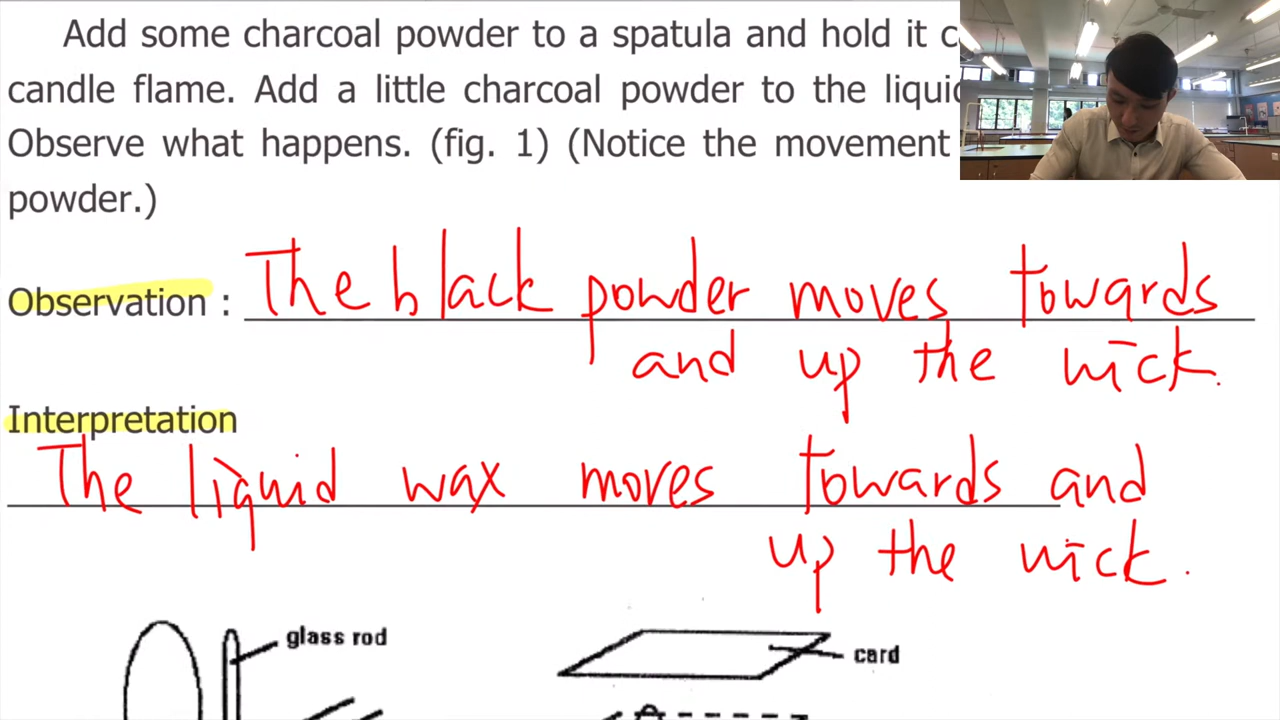 Add some charcoal powder to a spatula and hold it
candle flame. Add a little charcoal powder to the
Observe what happens. (fig. 1) (Notice the movement
powder.)
Observation : The black powder moves towards
and up the wick.
Interpretation
The liquid wax moves towards and
up the wick.
glass rod
card